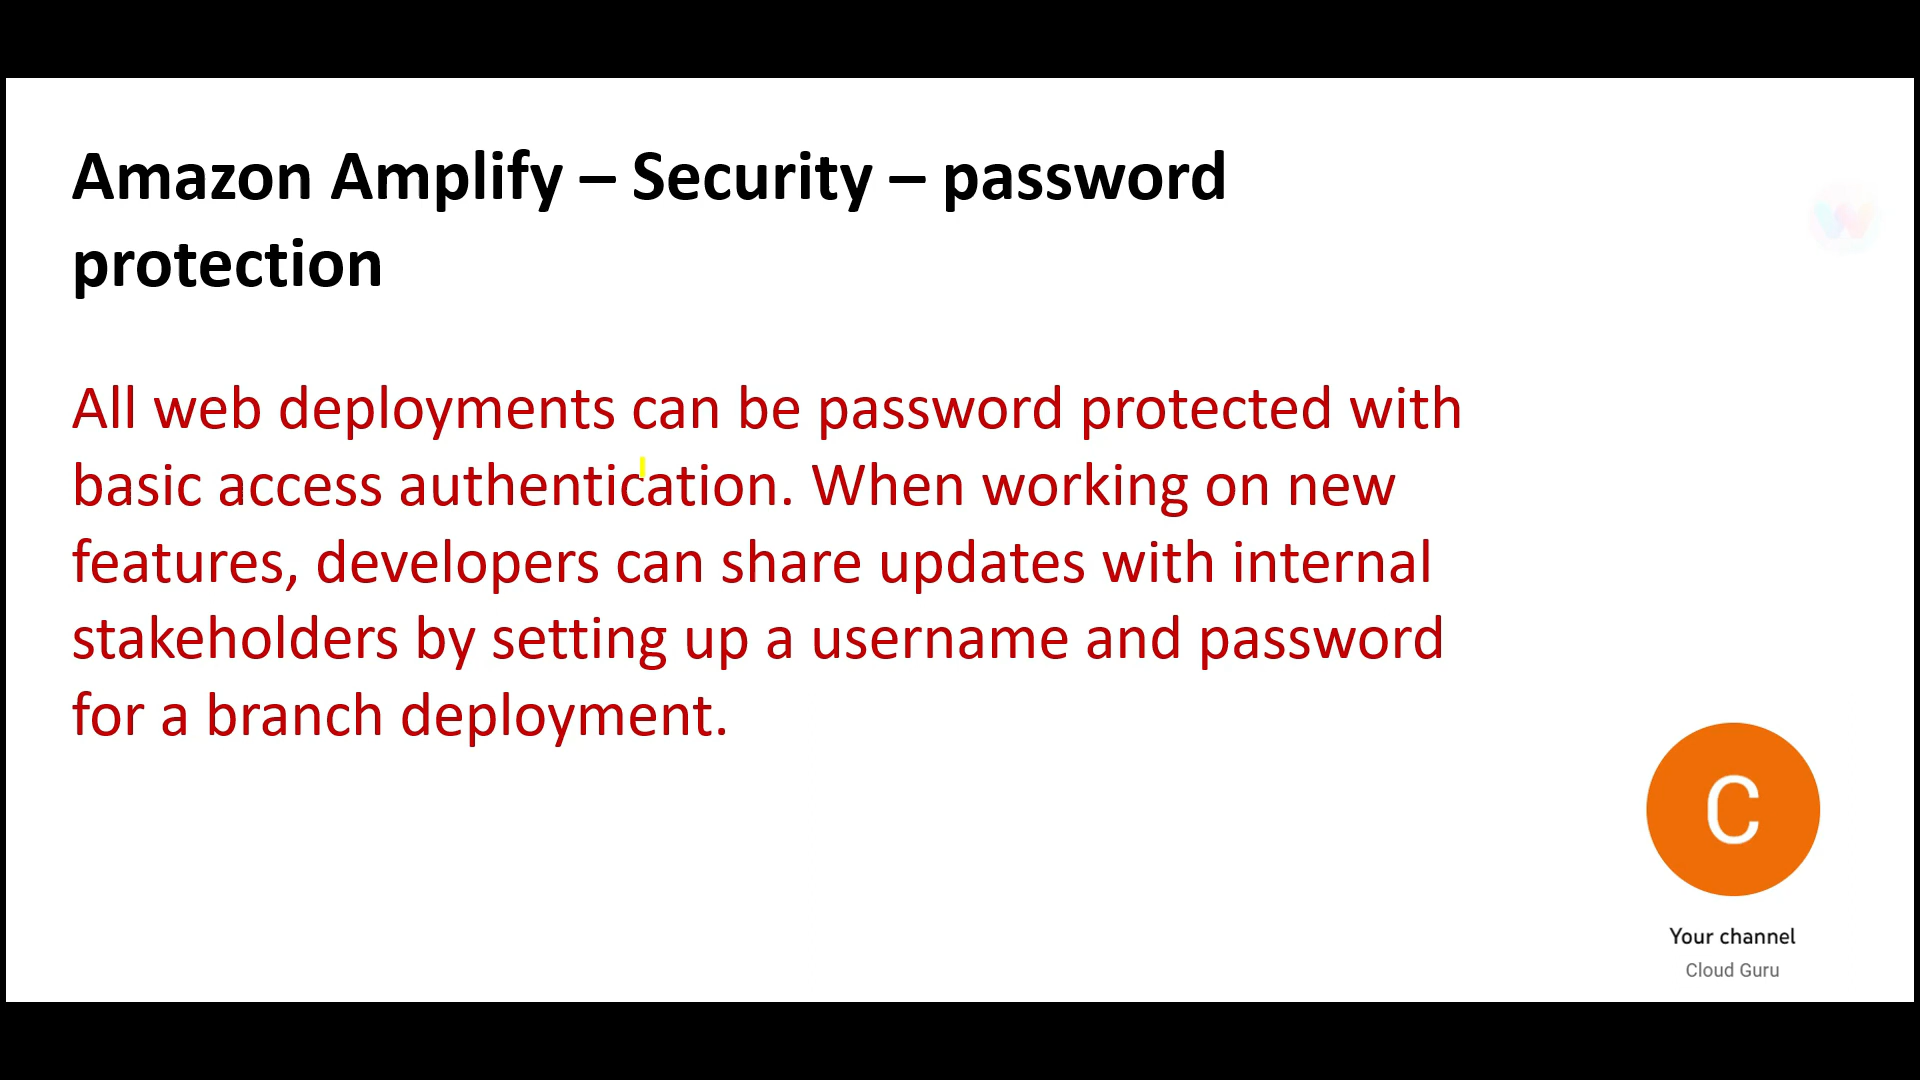 Amazon Amplify – Security – password
protection
All web deployments can be password protected with
basic access authentication. When working on new
features, developers can share updates with internal
stakeholders by setting up a username and password
for a branch deployment.
W
C
Your channel
Cloud Guru